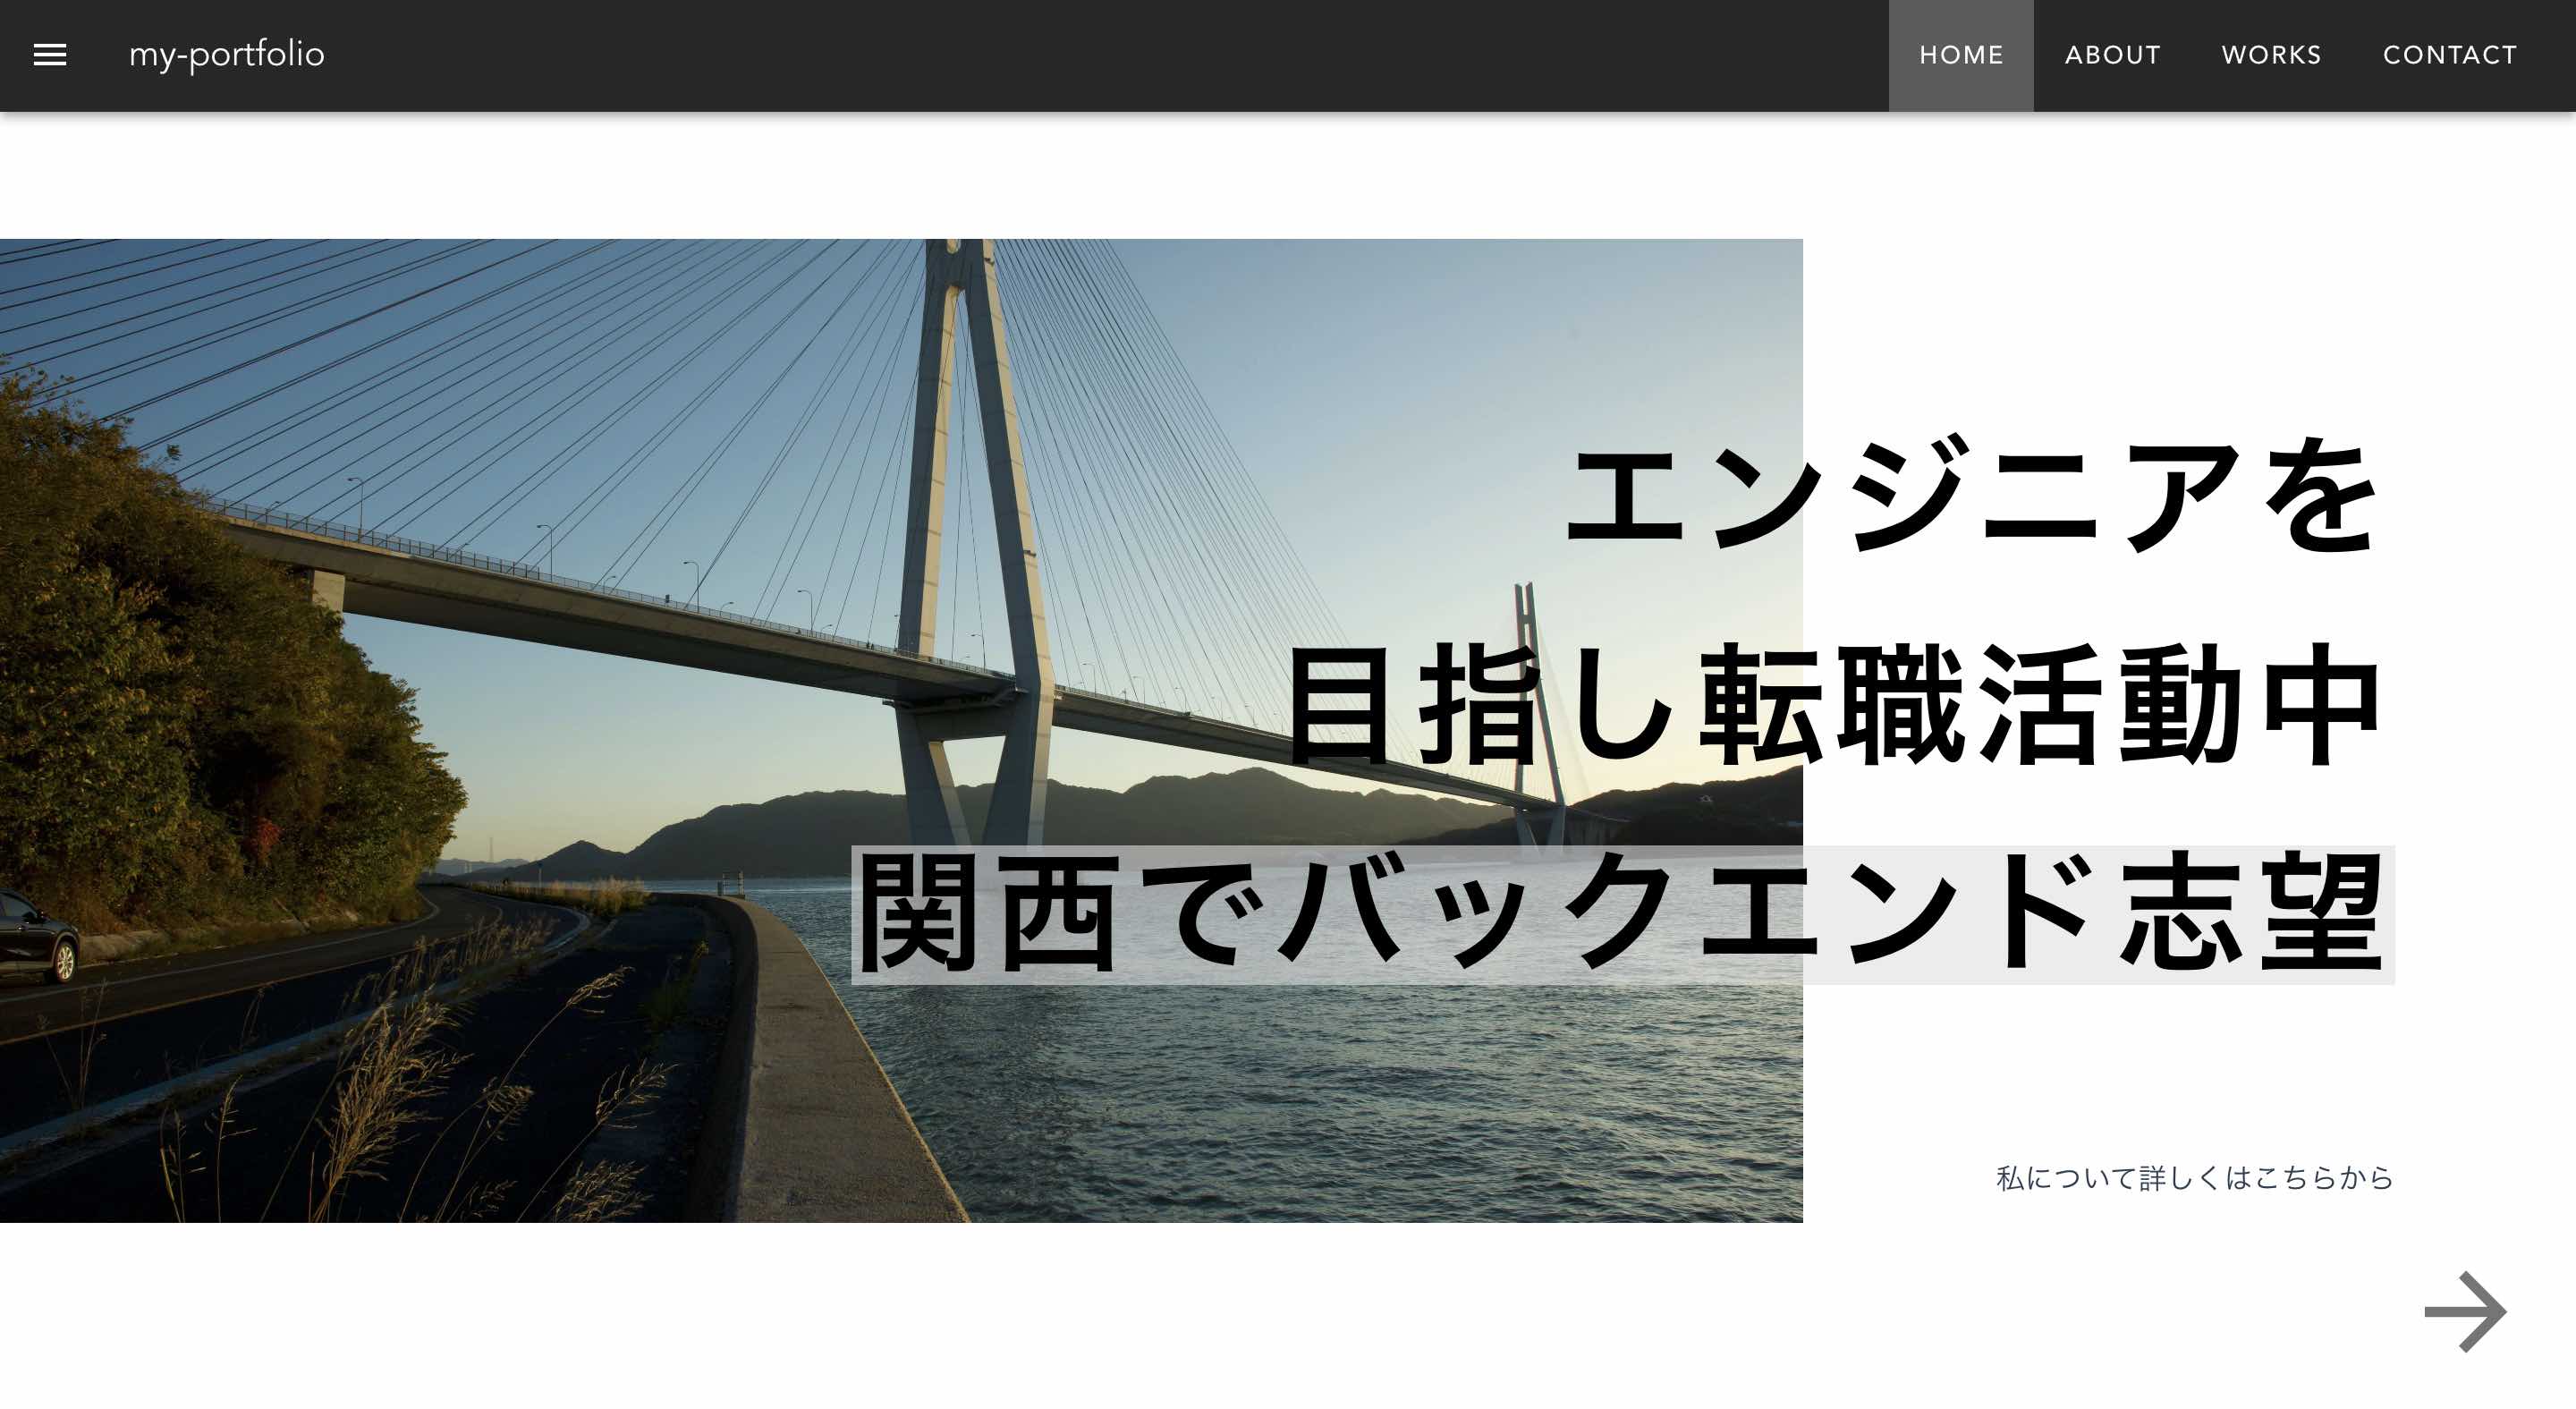 my-portfolio
HOME ABOUT WORKS CONTACT
エンジニアを
目指し転職活動中
関西でバックエンド志望
私について詳しくはこちらから